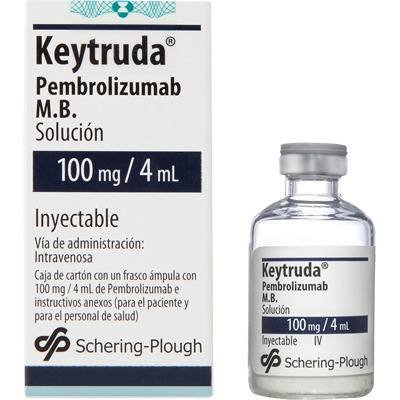 Keytruda®
Pembrolizumab
M.B.
Solución
100 mg / 4 mL
Inyectable
Vía de administración:
Intravenosa
Caja de cartón con un frasco ámpula con
100 mg / 4 mL de Pembrolizumab e
instructivos anexos (para el paciente y
para el personal de salud)
Schering-Plough
Keytruda®
Pembrolizumab
M.B.
Solución
100 mg / 4 mL
Inyectable IV
Schering-Plough